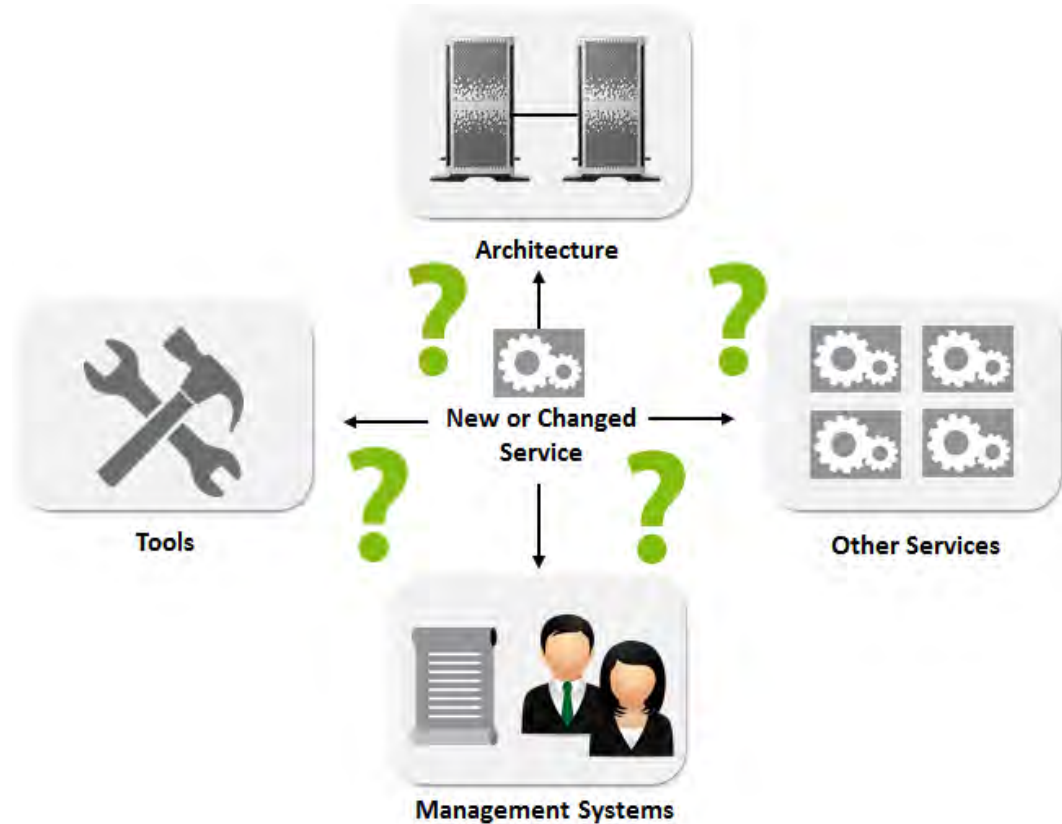 Architecture
?
?
New or Changed
Service
?
?
Tools
Other Services
Management Systems